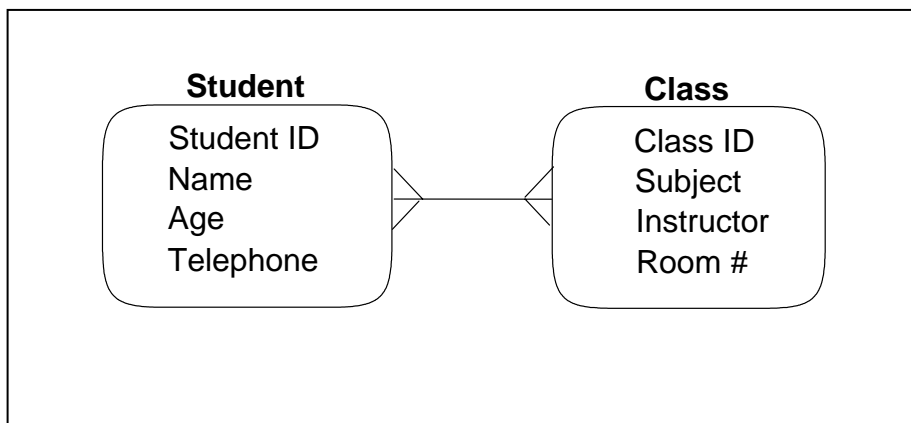 Student
Student ID
Name
Age
Telephone
Class
Class ID
Subject
Instructor
Room #